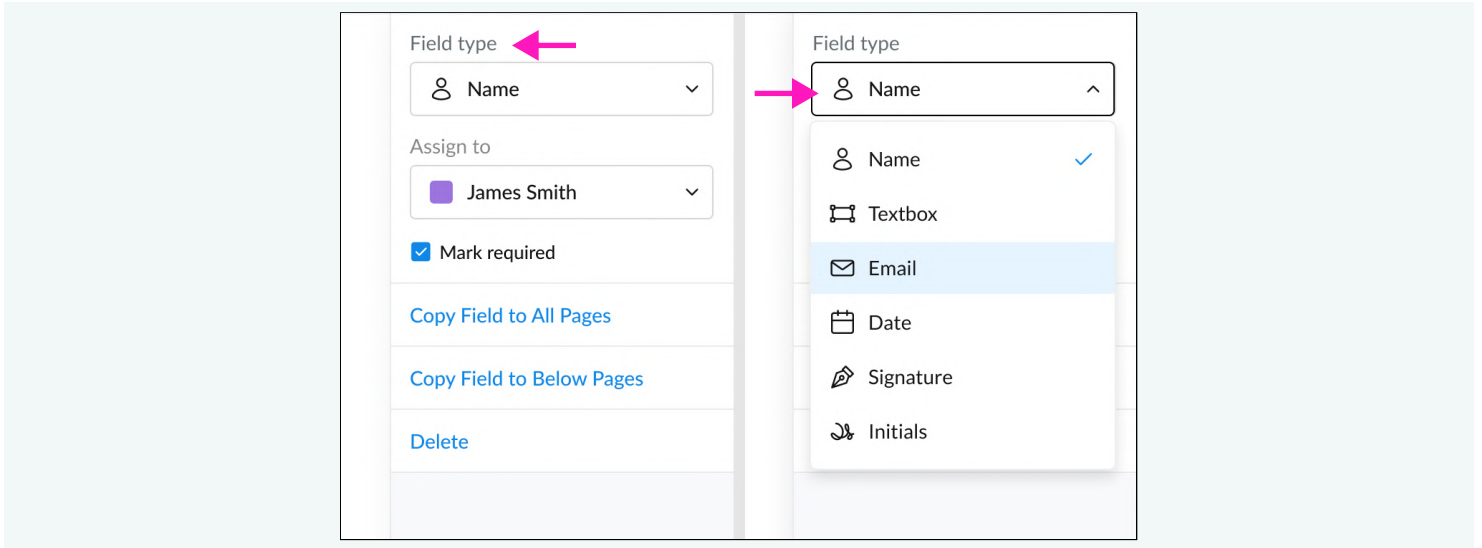 Field type
Name
Assign to
James Smith
Mark required
Copy Field to All Pages
Copy Field to Below Pages
Delete
Field type
Name
Name
Textbox
Email
Date
Signature
Initials